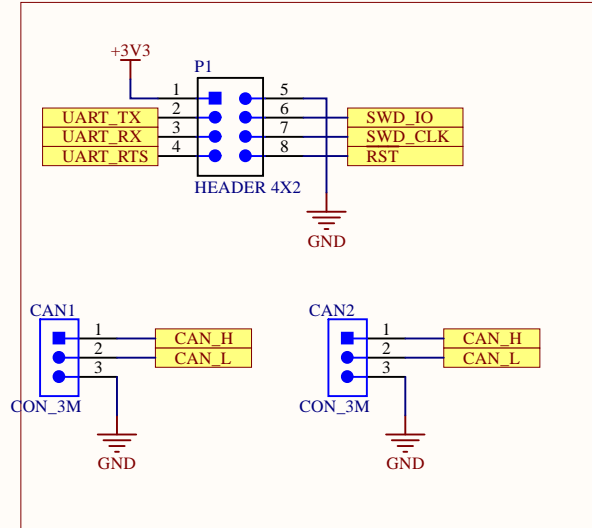 +3V3
P1
1 5
UART_TX 2 6 SWD_IO
UART_RX 3 7 SWD_CLK
UART_RTS 4 8 RST
HEADER 4X2
GND
CAN1
1 CAN_H
2 CAN_L
3
CON_3M
GND
CAN2
1 CAN_H
2 CAN_L
3
CON_3M
GND